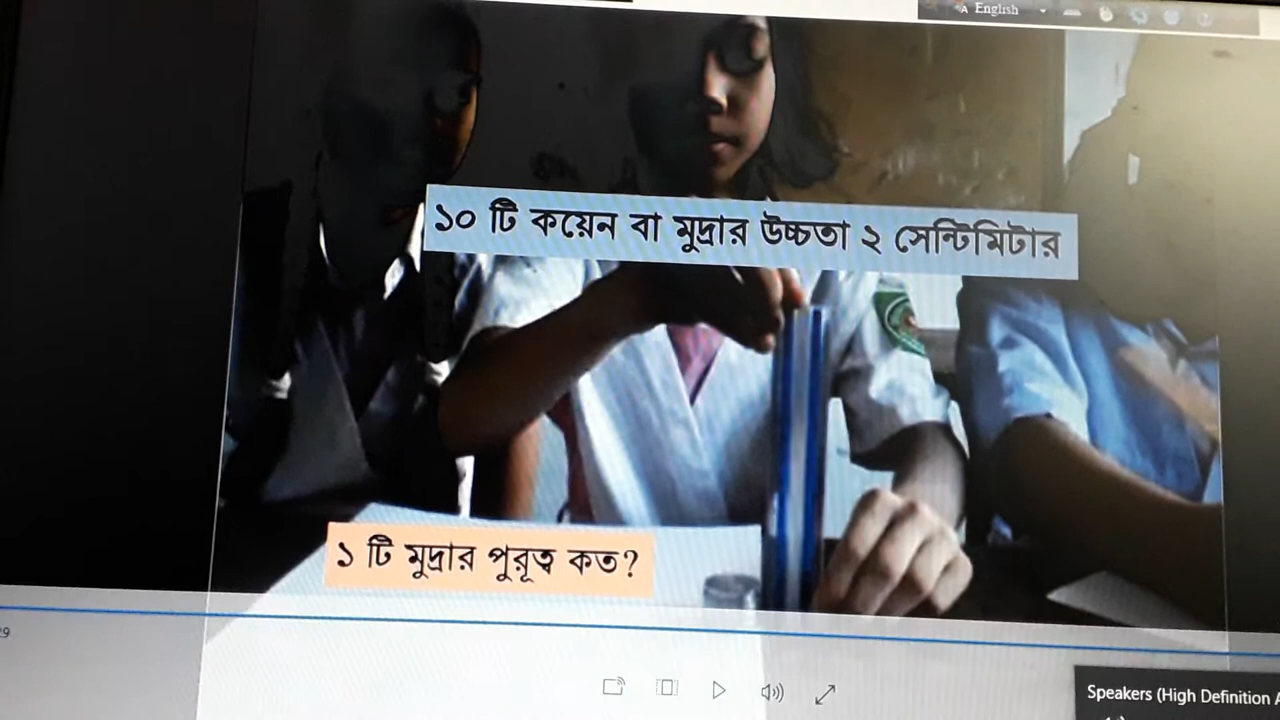 English
১০ টি কয়েন বা মুদ্রার উচ্চতা ২ সেন্টিমিটার
১ টি মুদ্রার পুরূত্ব কত?
Speakers (High Definition A